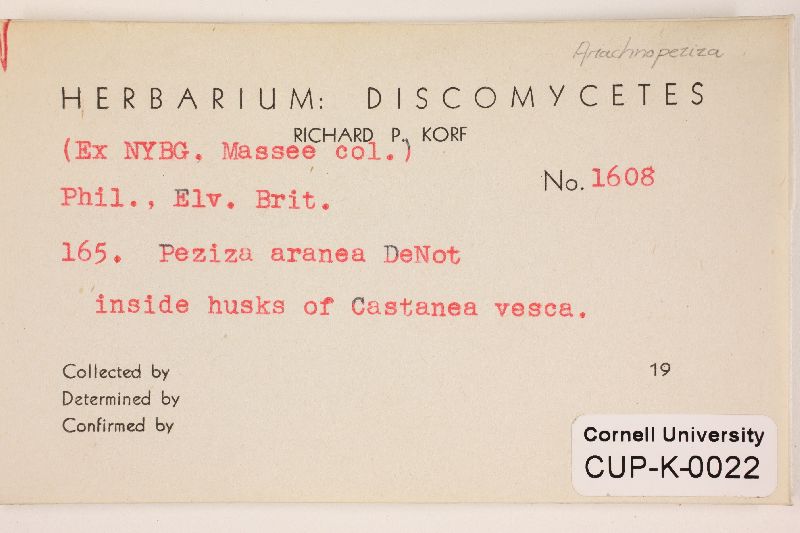 Arachnopeziza
HERBARIUM: DISCOMYCETES
RICHARD P. KORF
(Ex NYBG. Massee col.)
No. 1608
Phil., Elv. Brit.
165. Peziza aranea DeNot
inside husks of Castanea vesca.
Collected by 19
Determined by
Confirmed by
Cornell University
CUP-K-0022